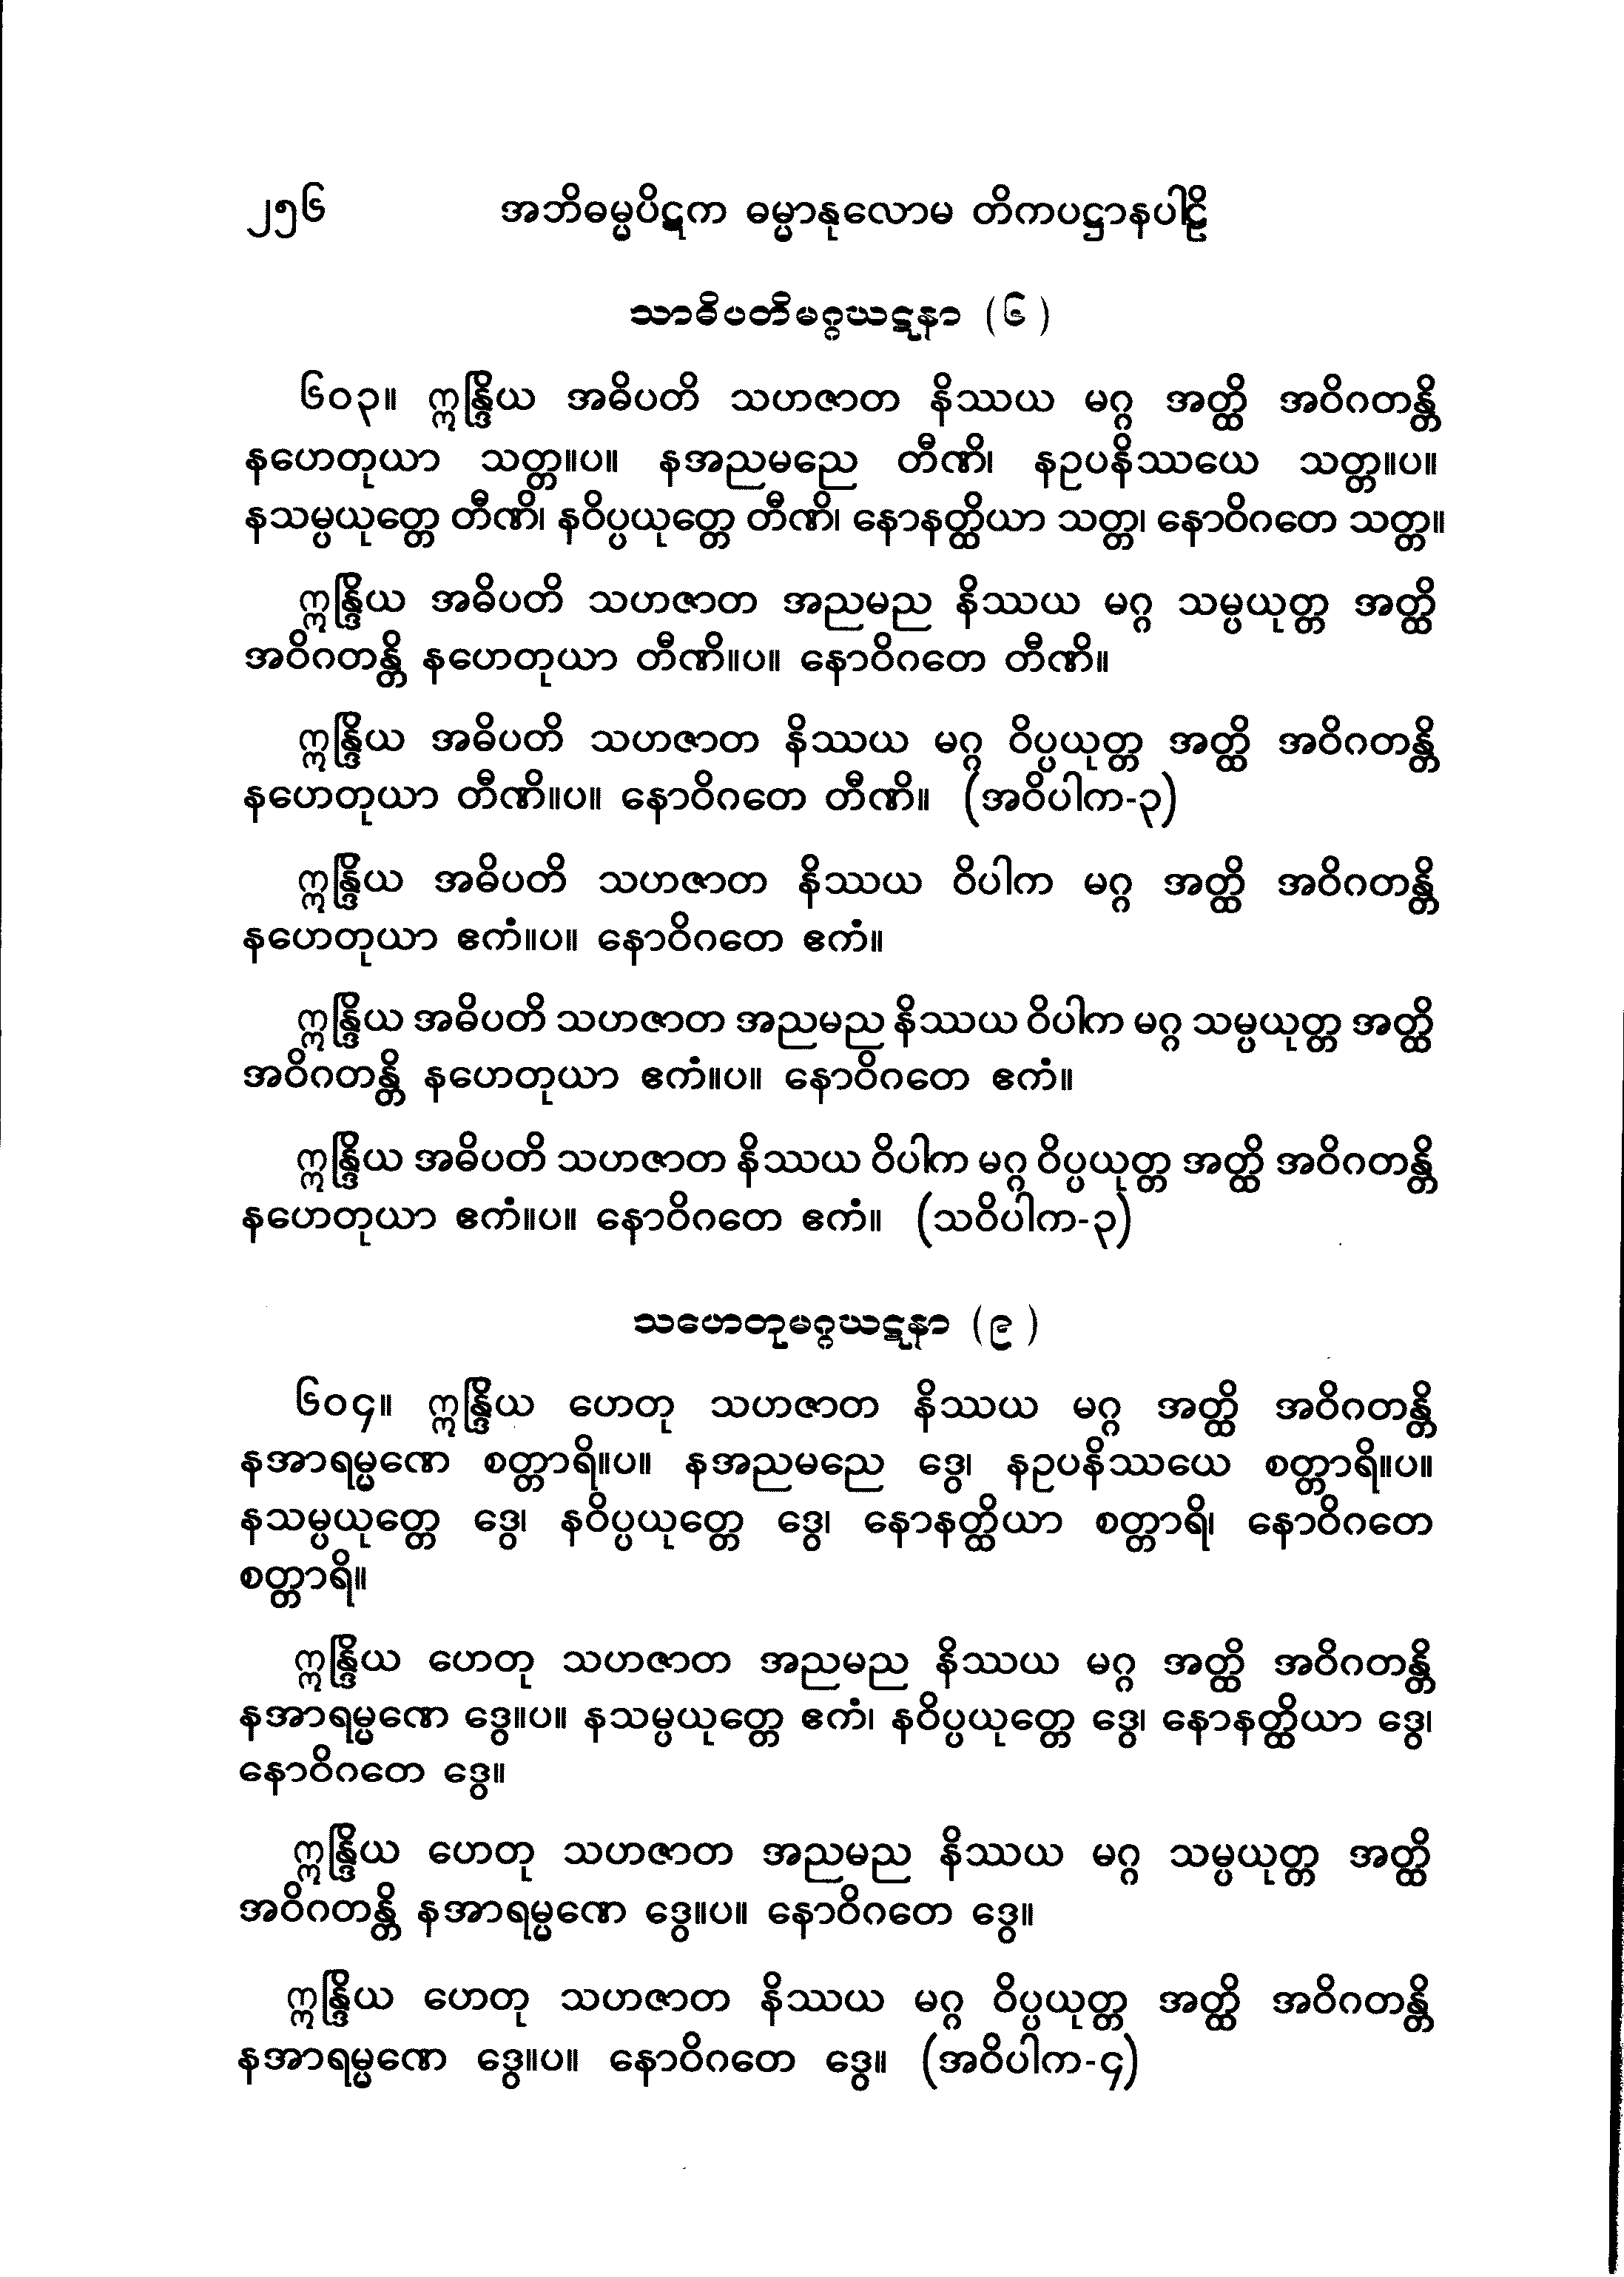 ၂၅၆ အဘိဓမ္မပိဋက ဓမ္မာနုလောမ တိကပဋ္ဌာနပါဠိ
သာဓိပတိမဂ္ဂဃဋနာ (၆)
၆၀၃။ ဣန္ဒြိယ အဓိပတိ သဟဇာတ နိဿယ မဂ္ဂ အတ္ထိ အဝိဂတန္တိ
နဟေတုယာ သတ္တ။ပ။ နအညမညေ တီဏိ၊ နဥပနိဿယေ သတ္တ။ပ။
နသမ္ပယုတ္တေ တီဏိ၊ နဝိပ္ပယုတ္တေ တီဏိ၊ နောနတ္ထိယာ သတ္တ၊ နောဝိဂတေ သတ္တ။
ဣန္ဒြိယ အဓိပတိ သဟဇာတ အညမည နိဿယ မဂ္ဂ သမ္ပယုတ္တ အတ္ထိ
အဝိဂတန္တိ နဟေတုယာ တီဏိ။ပ။ နောဝိဂတေ တီဏိ။
ဣန္ဒြိယ အဓိပတိ သဟဇာတ နိဿယ မဂ္ဂ ဝိပ္ပယုတ္တ အတ္ထိ အဝိဂတန္တိ
နဟေတုယာ တီဏိ။ပ။ နောဝိဂတေ တီဏိ။ (အဝိပါက-၃)
ဣန္ဒြိယ အဓိပတိ သဟဇာတ နိဿယ ဝိပါက မဂ္ဂ အတ္ထိ အဝိဂတန္တိ
နဟေတုယာ ဧကံ။ပ။ နောဝိဂတေ ဧကံ။
ဣန္ဒြိယ အဓိပတိ သဟဇာတ အညမည နိဿယ ဝိပါက မဂ္ဂ သမ္ပယုတ္တ အတ္ထိ
အဝိဂတန္တိ နဟေတုယာ ဧကံ။ပ။ နောဝိဂတေ ဧကံ။
ဣန္ဒြိယ အဓိပတိ သဟဇာတ နိဿယ ဝိပါက မဂ္ဂ ဝိပ္ပယုတ္တ အတ္ထိ အဝိဂတန္တိ
နဟေတုယာ ဧကံ။ပ။ နောဝိဂတေ ဧကံ။ (သဝိပါက-၃)
သဟေတုမဂ္ဂဃဋနာ (၉)
၆၀၄။ ဣန္ဒြိယ ဟေတု သဟဇာတ နိဿယ မဂ္ဂ အတ္ထိ အဝိဂတန္တိ
နအာရမ္မဏေ စတ္တာရိ။ပ။ နအညမညေ ဒွေ၊ နဥပနိဿယေ စတ္တာရိ။ပ။
နသမ္ပယုတ္တေ ဒွေ၊ နဝိပ္ပယုတ္တေ ဒွေ၊ နောနတ္ထိယာ စတ္တာရိ၊ နောဝိဂတေ
စတ္တာရိ။
ဣန္ဒြိယ ဟေတု သဟဇာတ အညမည နိဿယ မဂ္ဂ အတ္ထိ အဝိဂတန္တိ
နအာရမ္မဏေ ဒွေ။ပ။ နသမ္ပယုတ္တေ ဧကံ၊ နဝိပ္ပယုတ္တေ ဒွေ၊ နောနတ္ထိယာ ဒွေ၊
နောဝိဂတေ ဒွေ။
ဣန္ဒြိယ ဟေတု သဟဇာတ အညမည နိဿယ မဂ္ဂ သမ္ပယုတ္တ အတ္ထိ
အဝိဂတန္တိ နအာရမ္မဏေ ဒွေ။ပ။ နောဝိဂတေ ဒွေ။
ဣန္ဒြိယ ဟေတု သဟဇာတ နိဿယ မဂ္ဂ ဝိပ္ပယုတ္တ အတ္ထိ အဝိဂတန္တိ
နအာရမ္မဏေ ဒွေ။ပ။ နောဝိဂတေ ဒွေ။ (အဝိပါက-၄)